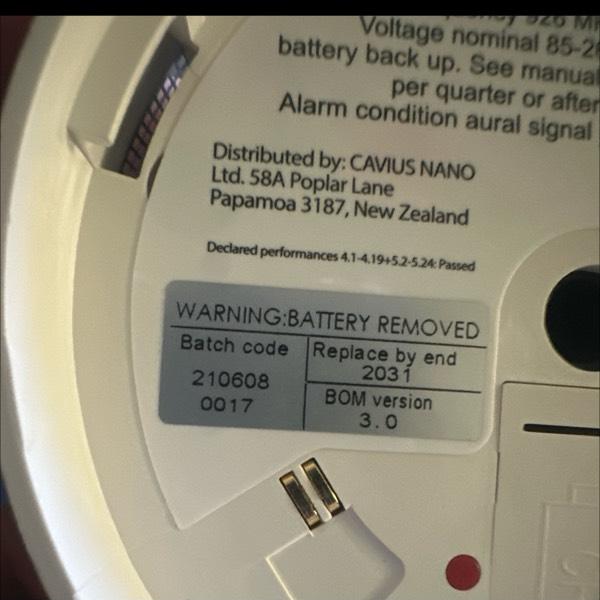 926
Voltage nominal
battery back up. See manual
per quarter or after
Alarm condition aural signal
Distributed by: CAVIUS NANO
Ltd. 58A Poplar Lane
Papamoa 3187, New Zealand
Declared performances 4.1-4.19+5.2-5.24: Passed
WARNING:BATTERY REMOVED
Batch code
210608
0017
Replace by end
2031
BOM version
3.0